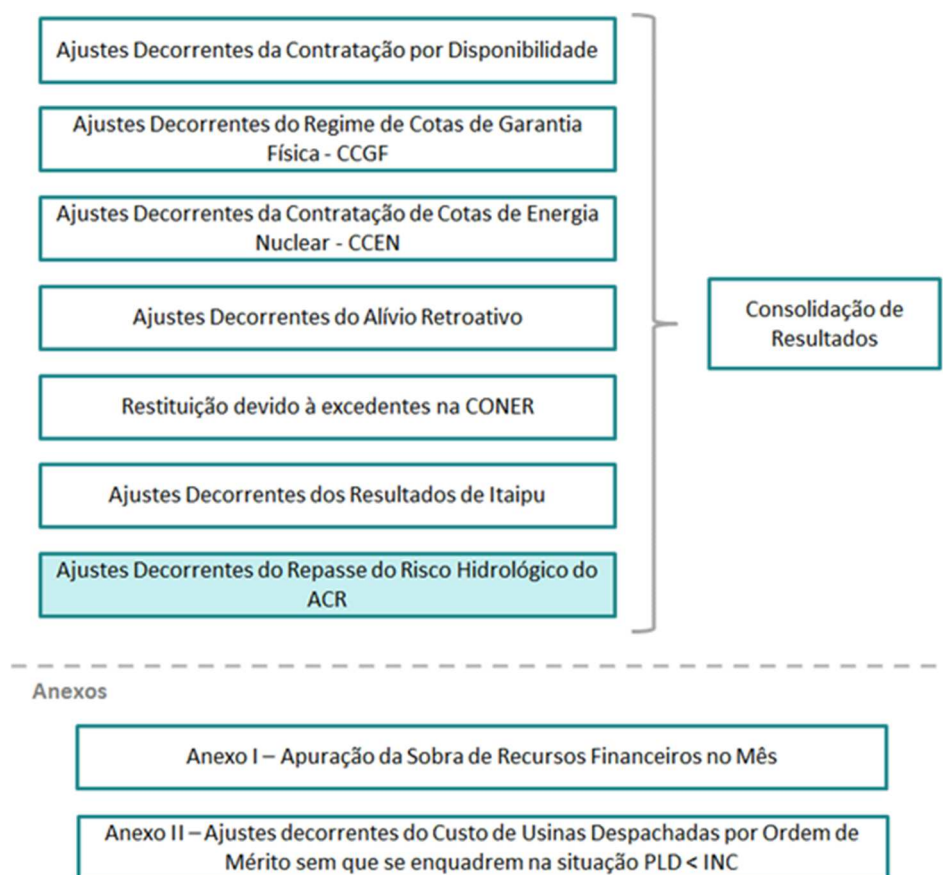 Ajustes Decorrentes da Contratação por Disponibilidade
Ajustes Decorrentes do Regime de Cotas de Garantia
Física - CCGF
Ajustes Decorrentes da Contratação de Cotas de Energia
Nuclear - CCEN
Ajustes Decorrentes do Alívio Retroativo
Restituição devido à excedentes na CONER
Ajustes Decorrentes dos Resultados de Itaipu
Ajustes Decorrentes do Repasse do Risco Hidrológico do
ACR
Consolidação de
Resultados
Anexos
Anexo I – Apuração da Sobra de Recursos Financeiros no Mês
Anexo II – Ajustes decorrentes do Custo de Usinas Despachadas por Ordem de
Mérito sem que se enquadrem na situação PLD < INC